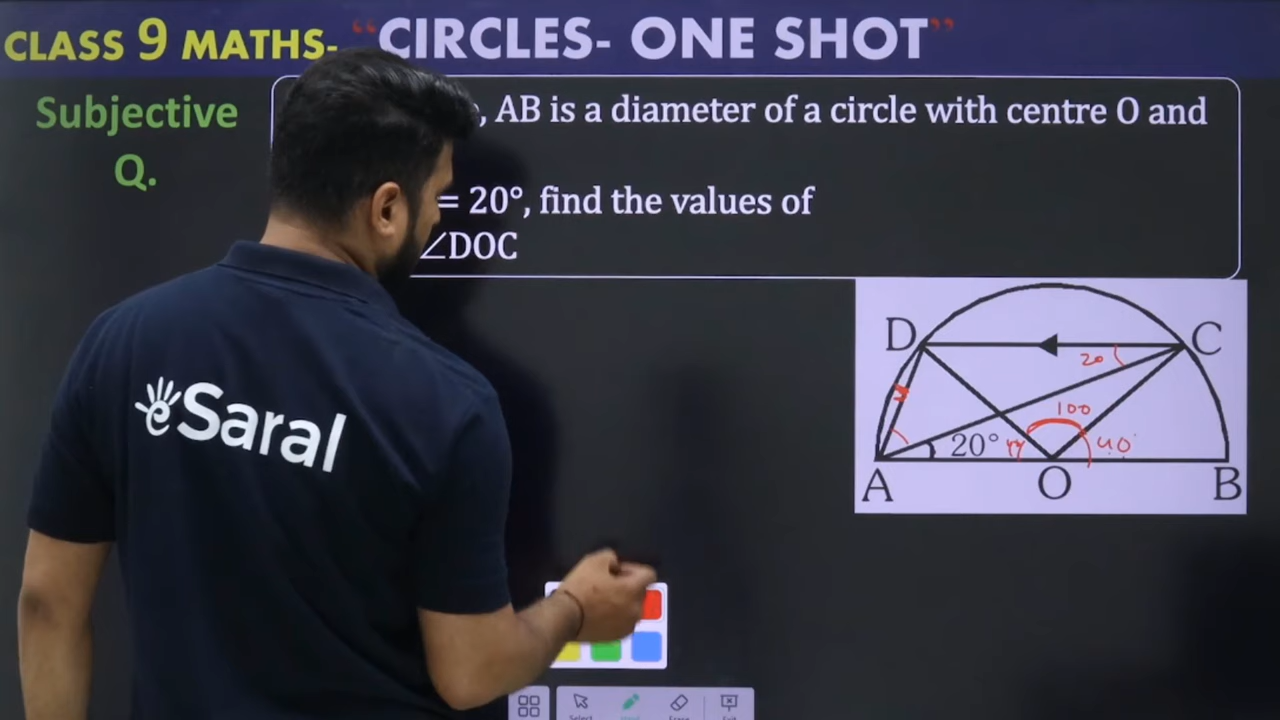 CLASS 9 MATHS- “CIRCLES- ONE SHOT”
Subjective
Q.
, AB is a diameter of a circle with centre O and
= 20°, find the values of
∠DOC
D
C
20
100
20°
40
A
O
B
eSaral
Select